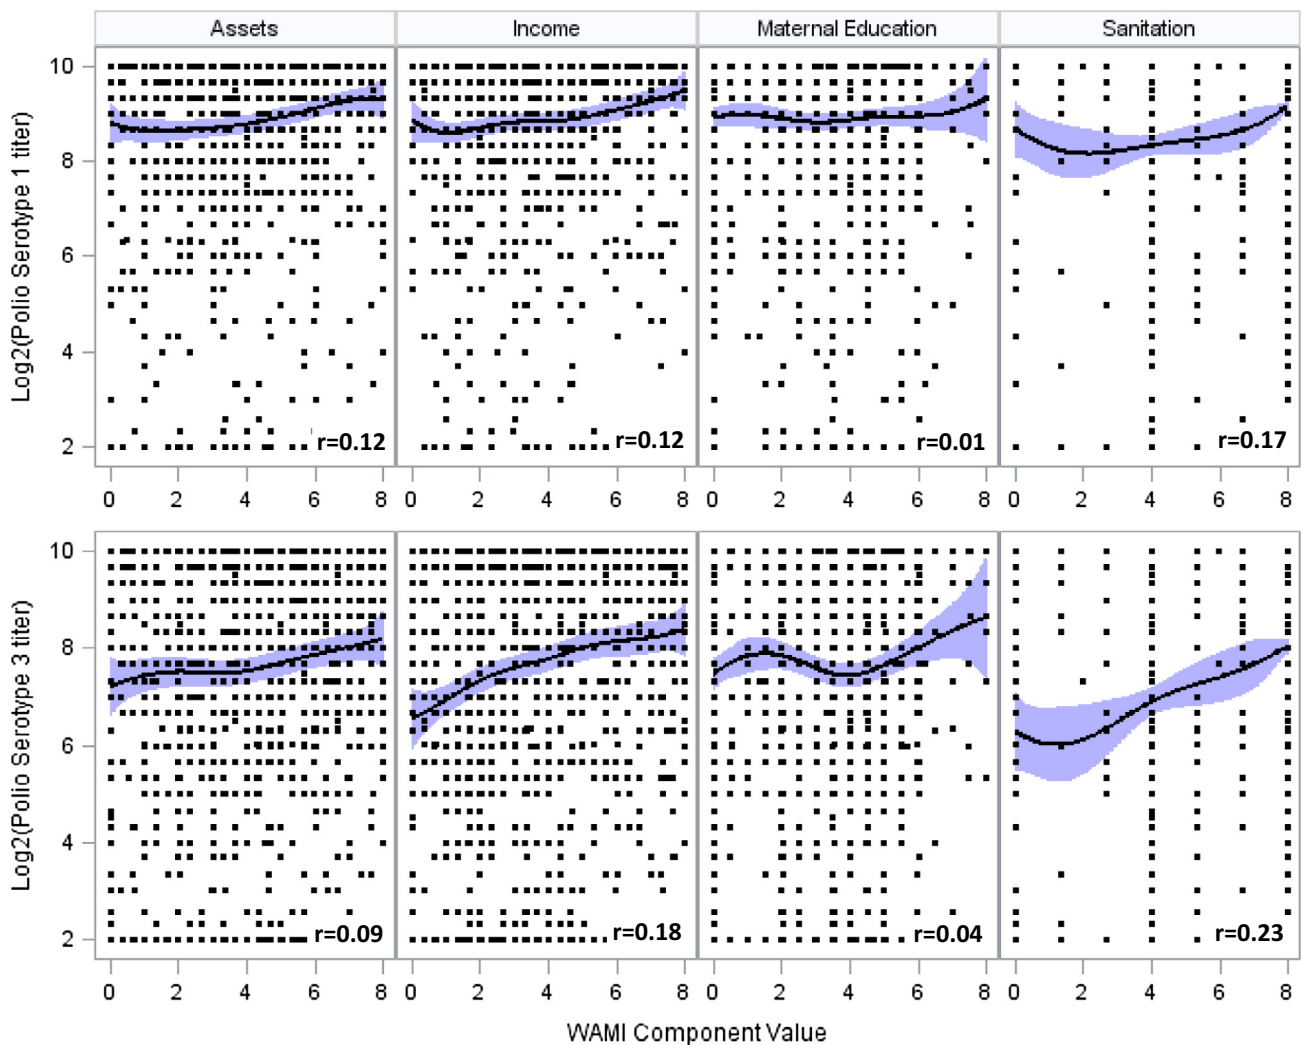 Assets Income Maternal Education Sanitation
Log2(Polio Serotype 1 titer)
10
8
6
4
2
r=0.12 r=0.12 r=0.01 r=0.17
0 2 4 6 8 0 2 4 6 8 0 2 4 6 8 0 2 4 6 8
Log2(Polio Serotype 3 titer)
10
8
6
4
2
r=0.09 r=0.18 r=0.04 r=0.23
0 2 4 6 8 0 2 4 6 8 0 2 4 6 8 0 2 4 6 8
WAMI Component Value